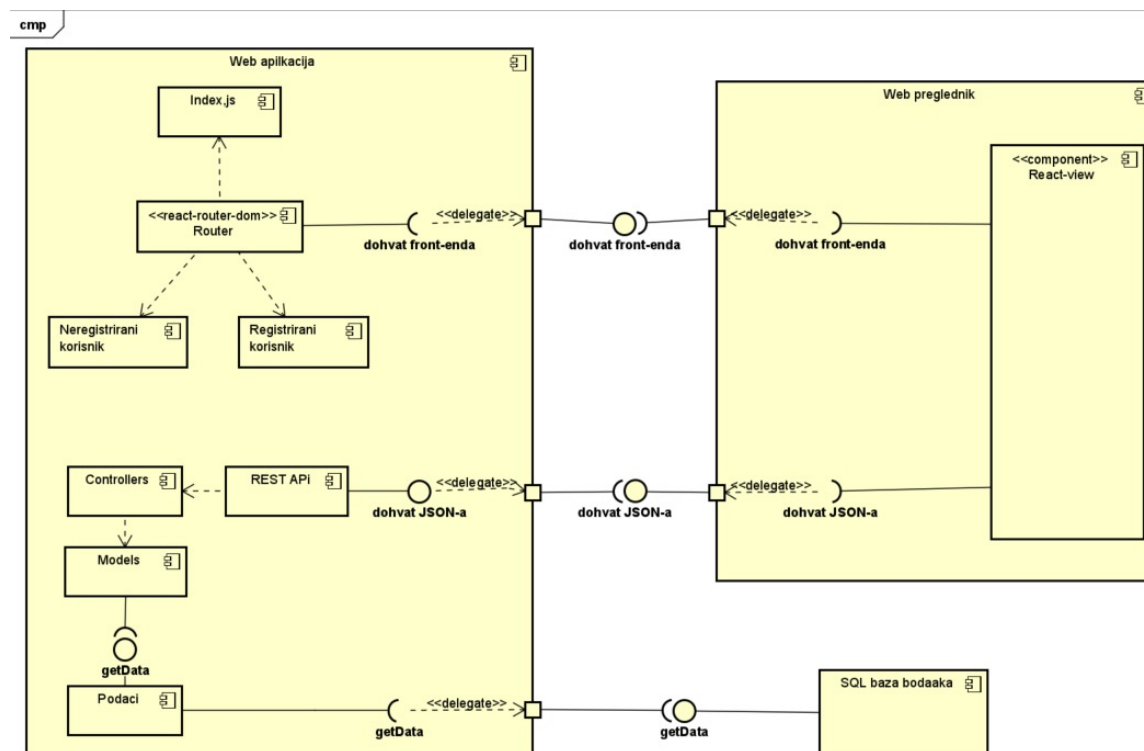 cmp
Web apilkacija
Index.js
<<react-router-dom>>
Router
<<delegate>>
dohvat front-enda
Neregistrirani
korisnik
Registrirani
korisnik
Controllers
REST APi
<<delegate>>
dohvat JSON-a
Models
getData
Podaci
<<delegate>>
getData
dohvat front-enda
dohvat JSON-a
getData
Web preglednik
<<component>>
React-view
<<delegate>>
dohvat front-enda
<<delegate>>
dohvat JSON-a
SQL baza bodaaka